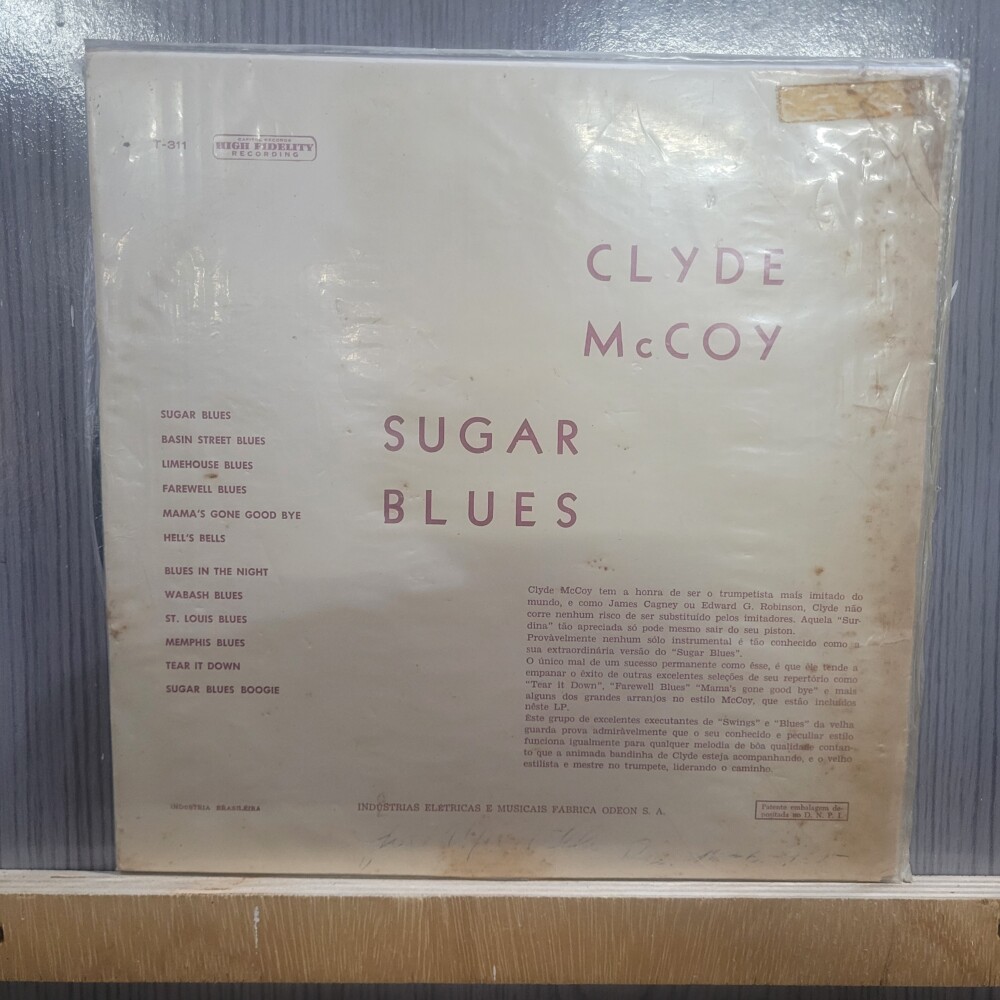 T-311
CAPITOL RECORDS
HIGH FIDELITY
RECORDING
CLYDE
McCOY
SUGAR
BLUES
SUGAR BLUES
BASIN STREET BLUES
LIMEHOUSE BLUES
FAREWELL BLUES
MAMA'S GONE GOOD BYE
HELL'S BELLS
BLUES IN THE NIGHT
WABASH BLUES
ST. LOUIS BLUES
MEMPHIS BLUES
TEAR IT DOWN
SUGAR BLUES BOOGIE
Clyde McCoy tem a honra de ser o trumpetista mais imitado do
mundo, e como James Cagney ou Edward G. Robinson, Clyde não
corre nenhum risco de ser substituído pelos imitadores. Aquela "Sur-
dina" tão apreciada só pode mesmo sair do seu piston.
Provàvelmente nenhum sólo instrumental é tão conhecido como a
sua extraordinária versão do "Sugar Blues".
O único mal de um sucesso permanente como êsse, é que êle tende a
empanar o êxito de outras excelentes seleções de seu repertório como
"Tear it Down", "Farewell Blues" "Mama's gone good bye" e mais
alguns dos grandes arranjos no estilo McCoy, que estão incluídos
nêste LP.
Êste grupo de excelentes executantes de "Swings" e "Blues" da velha
guarda prova admiràvelmente que o seu conhecido e peculiar estilo
funciona igualmente para qualquer melodia de bôa qualidade contan-
to que a animada bandinha de Clyde esteja acompanhando, e o velho
estilista e mestre no trumpete, liderando o caminho.
INDÚSTRIA BRASILEIRA
INDÚSTRIAS ELÉTRICAS E MUSICAIS FABRICA ODEON S. A.
Patente embalagem de-
positada no D. N. P. I.